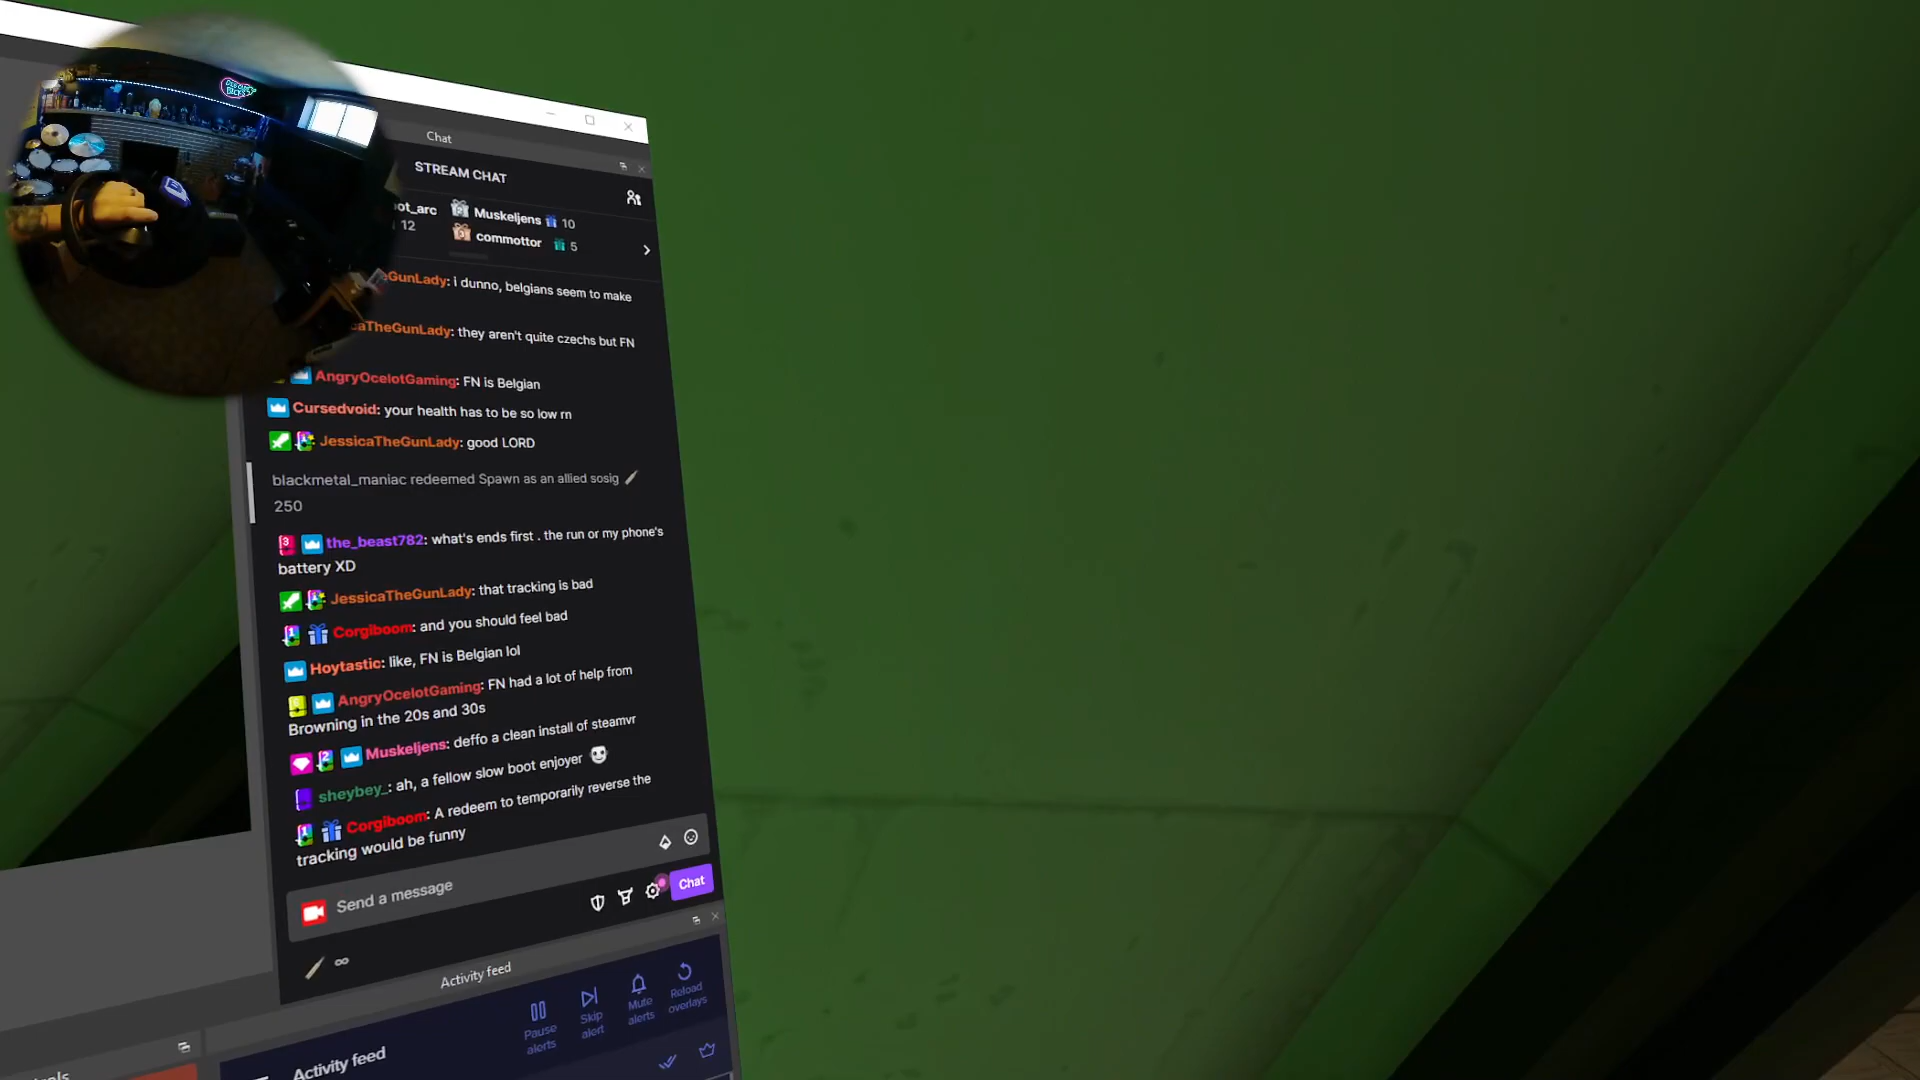 Chat
STREAM CHAT
ot_arc
12
Muskeljens 10
commottor 5
GunLady: i dunno, belgians seem to make
caTheGunLady: they aren't quite czechs but FN
AngryOcelotGaming: FN is Belgian
Cursedvoid: your health has to be so low rn
JessicaTheGunLady: good LORD
blackmetal_maniac redeemed Spawn as an allied sosig
250
the_beast782: what's ends first . the run or my phone's
battery XD
JessicaTheGunLady: that tracking is bad
Corgiboom: and you should feel bad
Hoytastic: like, FN is Belgian lol
AngryOcelotGaming: FN had a lot of help from
Browning in the 20s and 30s
Muskeljens: deffo a clean install of steamvr
sheybey_: ah, a fellow slow boot enjoyer
Corgiboom: A redeem to temporarily reverse the
tracking would be funny
Send a message
Chat
∞
Activity feed
Pause
alerts
Skip
alert
Mute
alerts
Reload
overlays
Activity feed